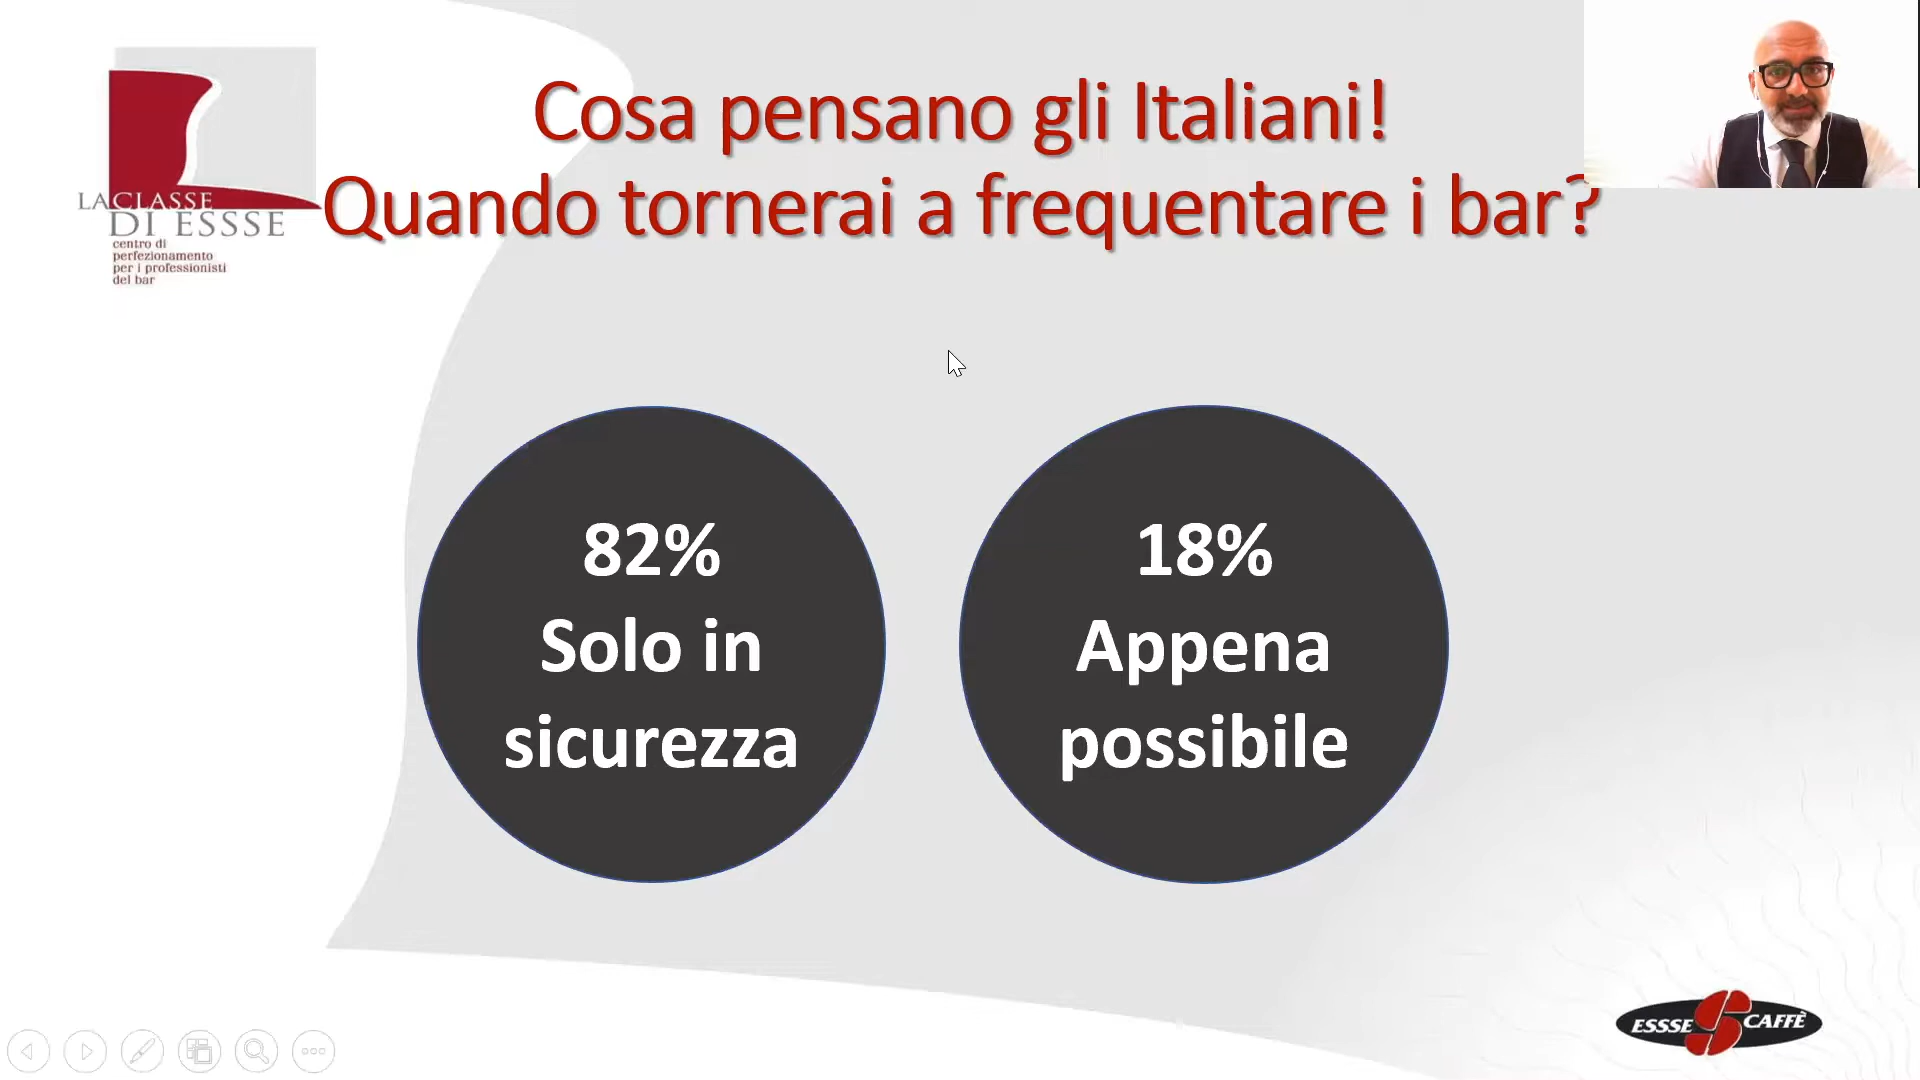 Cosa pensano gli Italiani!
Quando tornerai a frequentare i bar?
LA CLASSE
DI ESSSE
centro di
perfezionamento
per i professionisti
del bar
82%
Solo in
sicurezza
18%
Appena
possibile
ESSSE CAFFÈ